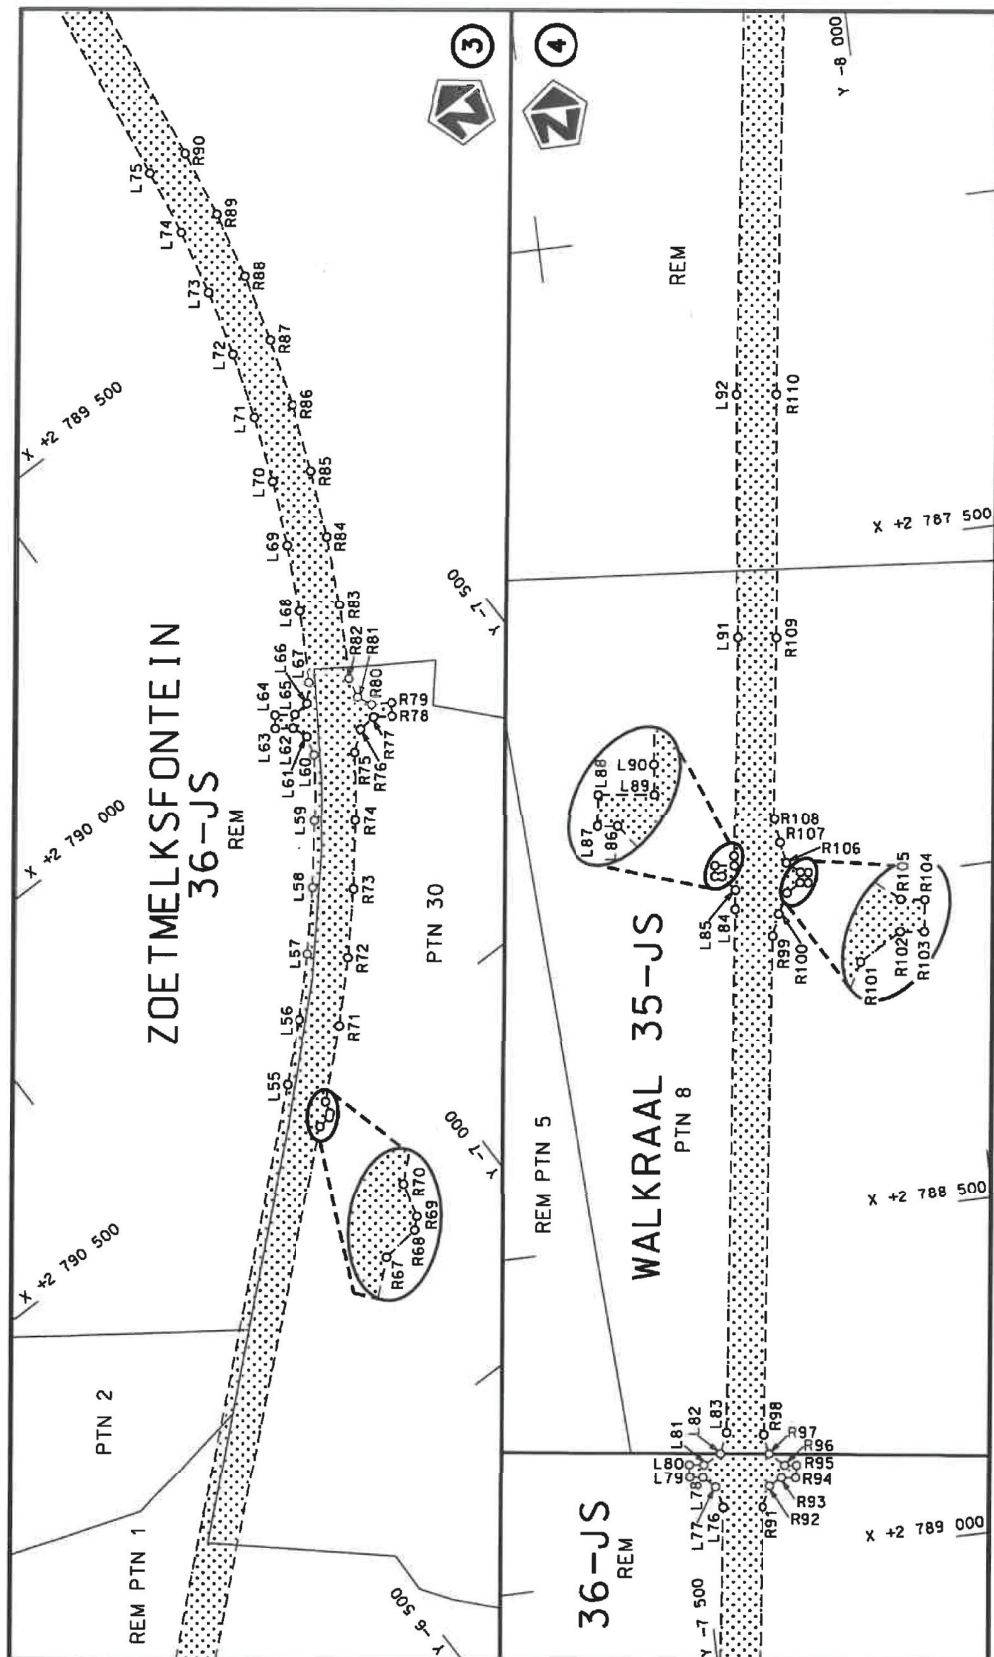 3
N
L75
R90
L74
R89
L73
R88
L72
R87
L71
R86
L70
R85
L69
R84
L68
R83
R82
R81
L67
L66
L65
L64
R80
R79
R78
R77
R76
R75
L63
L62
L61
L60
L59
R74
L58
R73
L57
R72
L56
R71
L55
R70
R69
R68
R67
X +2 789 500
X +2 790 000
X +2 790 500
Y -7 500
Y -7 000
Y -6 500
ZOETMELKSFONTEIN
36-JS
REM
PTN 30
PTN 2
REM PTN 1
4
N
Y -8 000
REM
L92
R110
X +2 787 500
L91
R109
L90
L89
L88
L87
L86
R108
R107
R106
R105
R104
R103
R102
R101
R100
R99
L85
L84
WALKRAAL 35-JS
PTN 8
REM PTN 5
X +2 788 500
L83
L82
L81
L80
L79
L78
L77
L76
R98
R97
R96
R95
R94
R93
R92
R91
X +2 789 000
36-JS
REM
Y -7 500